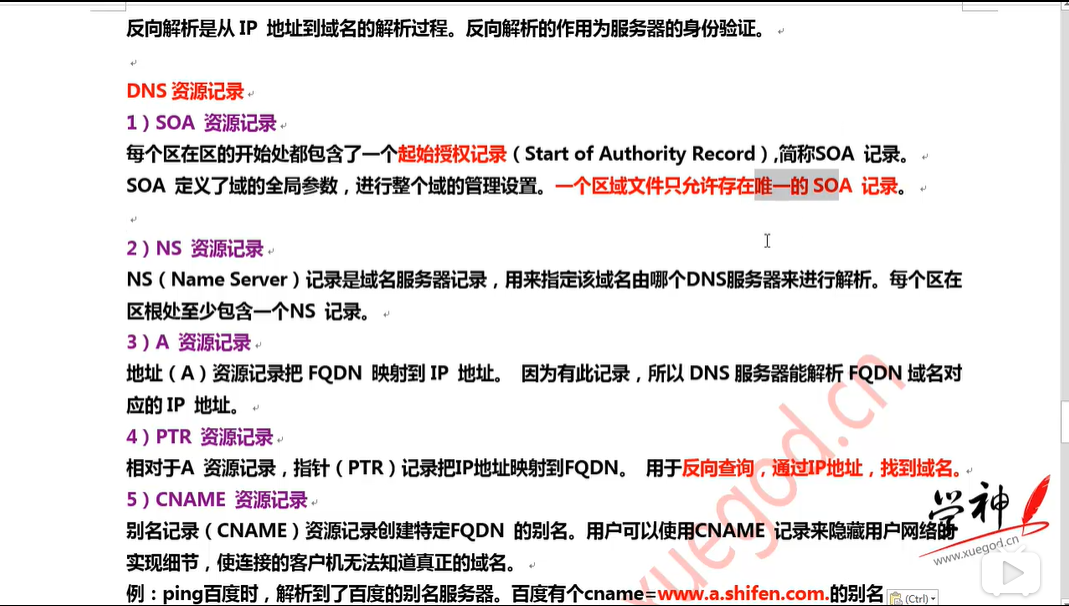 反向解析是从 IP 地址到域名的解析过程。反向解析的作用为服务器的身份验证。
DNS 资源记录
1）SOA 资源记录
每个区在区的开始处都包含了一个起始授权记录（Start of Authority Record）,简称SOA 记录。
SOA 定义了域的全局参数，进行整个域的管理设置。一个区域文件只允许存在唯一的 SOA 记录。
2）NS 资源记录
NS（Name Server）记录是域名服务器记录，用来指定该域名由哪个DNS服务器来进行解析。每个区在
区根处至少包含一个NS 记录。
3）A 资源记录
地址（A）资源记录把 FQDN 映射到 IP 地址。 因为有此记录，所以 DNS 服务器能解析 FQDN 域名对
应的 IP 地址。
4）PTR 资源记录
相对于A 资源记录，指针（PTR）记录把IP地址映射到FQDN。 用于反向查询，通过IP地址，找到域名。
5）CNAME 资源记录
别名记录（CNAME）资源记录创建特定FQDN 的别名。用户可以使用CNAME 记录来隐藏用户网络的
实现细节，使连接的客户机无法知道真正的域名。
例：ping百度时，解析到了百度的别名服务器。百度有个cname=www.a.shifen.com.的别名
(Ctrl)
xuegod.cn
学神
www.xuegod.cn